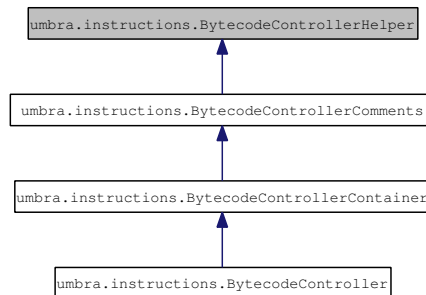 umbra.instructions.BytecodeControllerHelper
umbra.instructions.BytecodeControllerComments
umbra.instructions.BytecodeControllerContainer
umbra.instructions.BytecodeController